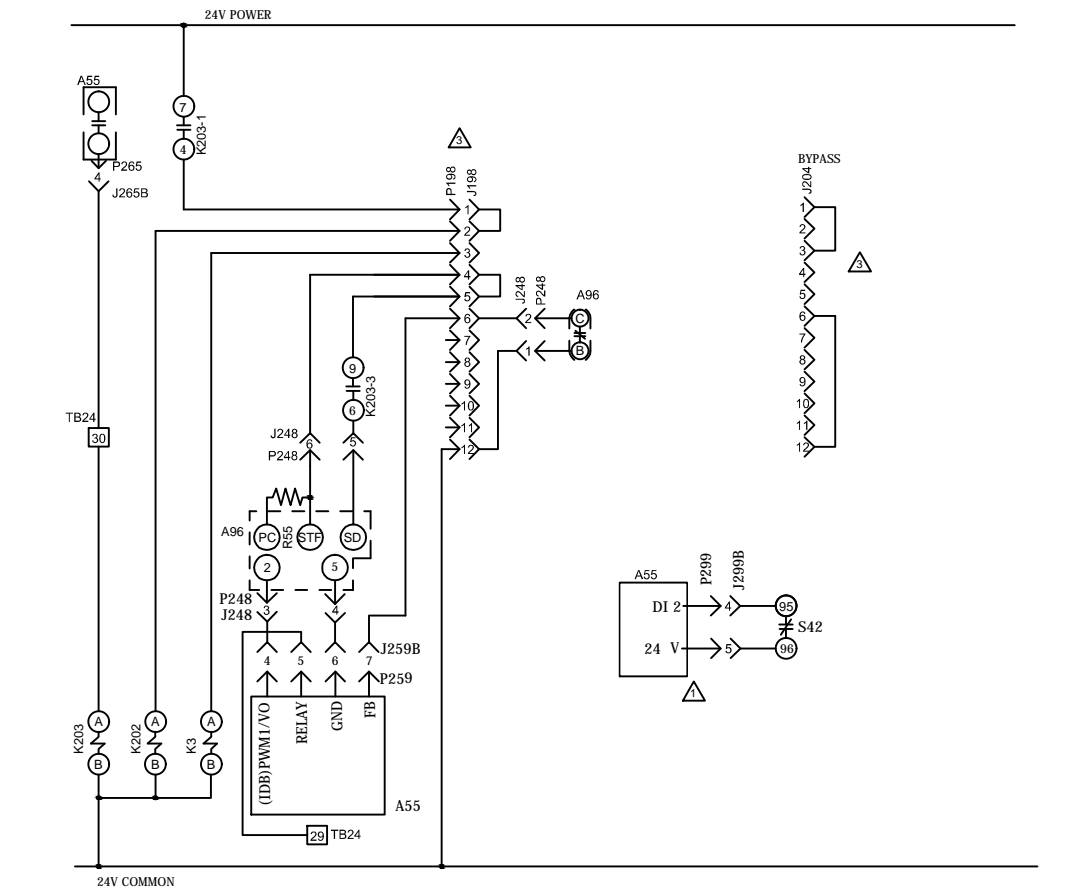 24V POWER
A55
7
4
K203-1
P265
4
J265B
3
P198
J198
1
2
3
4
5
6
7
8
9
10
11
12
J248
P248
A96
2
C
1
B
BYPASS
J204
1
2
3
4
5
6
7
8
9
10
11
12
3
9
6
K203-3
TB24
30
J248
6
P248
5
A96
PC
R55
STF
SD
2
5
P248
3
J248
4
J259B
4
5
6
7
P259
(IDB)PWM1/VO
RELAY
GND
FB
A55
29
TB24
K203
A
B
K202
A
B
K3
A
B
A55
P299
J299B
DI 2
4
95
S42
24 V
5
96
1
24V COMMON